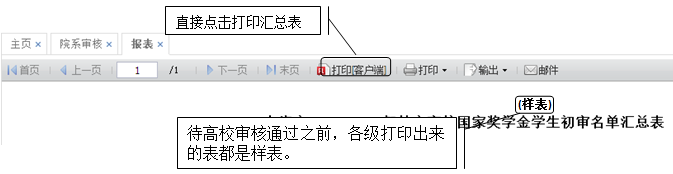 直接点击打印汇总表
主页 × 院系审核 × 报表 ×
首页 上一页 1 /1 下一页 末页 打印[客户端] 打印 输出 邮件
(样表)
国家奖学金学生初审名单汇总表
待高校审核通过之前，各级打印出来
的表都是样表。